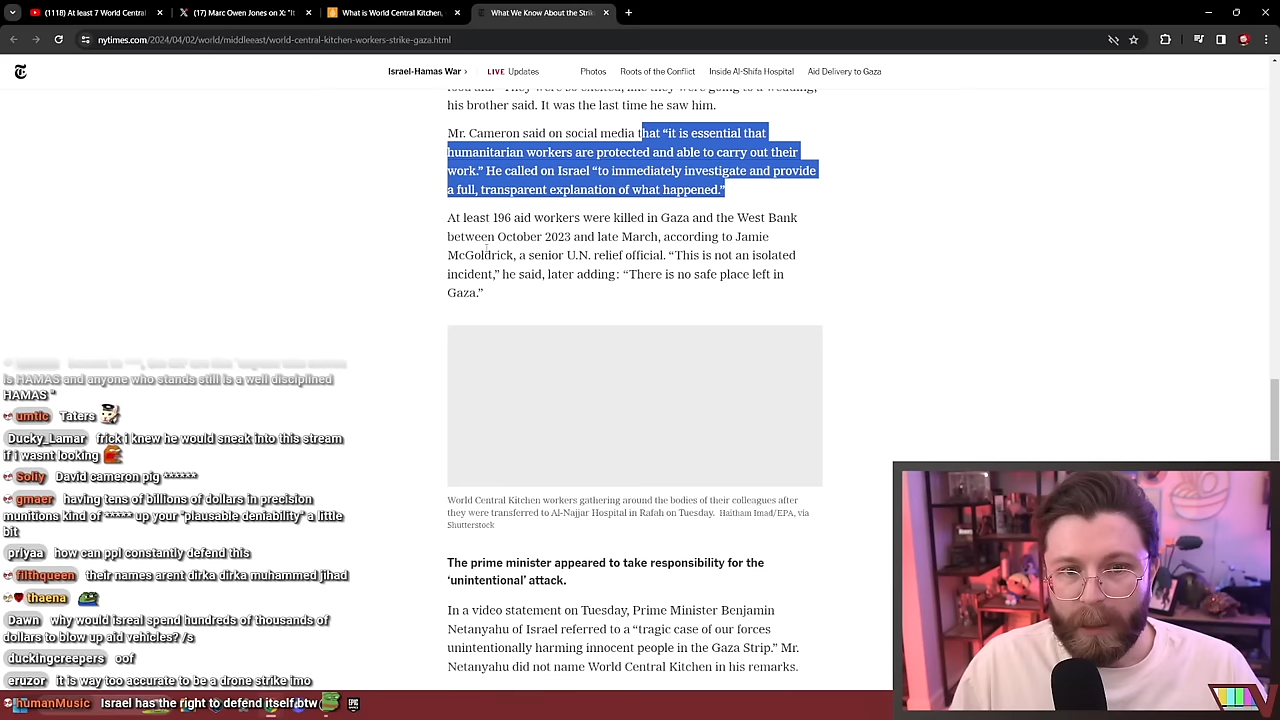 (1118) At least 7 World Central
(17) Marc Owen Jones on X: "It
What is World Central Kitchen,
What We Know About the Strik
nytimes.com/2024/04/02/world/middleeast/world-central-kitchen-workers-strike-gaza.html
Israel-Hamas War
LIVE Updates
Photos
Roots of the Conflict
Inside Al-Shifa Hospital
Aid Delivery to Gaza
his brother said. It was the last time he saw him.
Mr. Cameron said on social media that “it is essential that
humanitarian workers are protected and able to carry out their
work.” He called on Israel “to immediately investigate and provide
a full, transparent explanation of what happened.”
At least 196 aid workers were killed in Gaza and the West Bank
between October 2023 and late March, according to Jamie
McGoldrick, a senior U.N. relief official. “This is not an isolated
incident,” he said, later adding: “There is no safe place left in
Gaza.”
World Central Kitchen workers gathering around the bodies of their colleagues after
they were transferred to Al-Najjar Hospital in Rafah on Tuesday. Haitham Imad/EPA, via
Shutterstock
The prime minister appeared to take responsibility for the
‘unintentional’ attack.
In a video statement on Tuesday, Prime Minister Benjamin
Netanyahu of Israel referred to a “tragic case of our forces
unintentionally harming innocent people in the Gaza Strip.” Mr.
Netanyahu did not name World Central Kitchen in his remarks.
is HAMAS and anyone who stands still is a well disciplined
HAMAS "
umtic Taters
Ducky_Lamar frick i knew he would sneak into this stream
if i wasnt looking
Solly David cameron pig ******
gmaer having tens of billions of dollars in precision
munitions kind of ***** up your "plausable deniability" a little
bit
priyaa how can ppl constantly defend this
filthqueen their names arent dirka dirka muhammed jihad
thaena
Dawn why would isreal spend hundreds of thousands of
dollars to blow up aid vehicles? /s
duckingcreepers oof
eruzor it is way too accurate to be a drone strike imo
humanMusic Israel has the right to defend itself btw